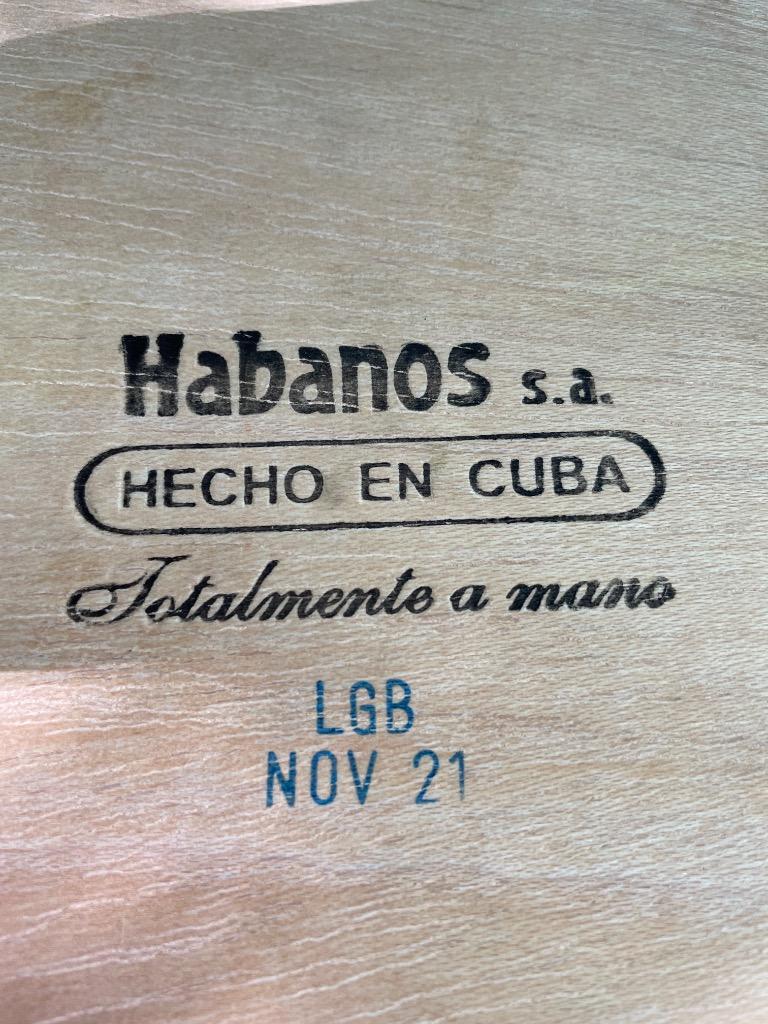 Habanos s.a.
HECHO EN CUBA
Totalmente a mano
LGB
NOV 21